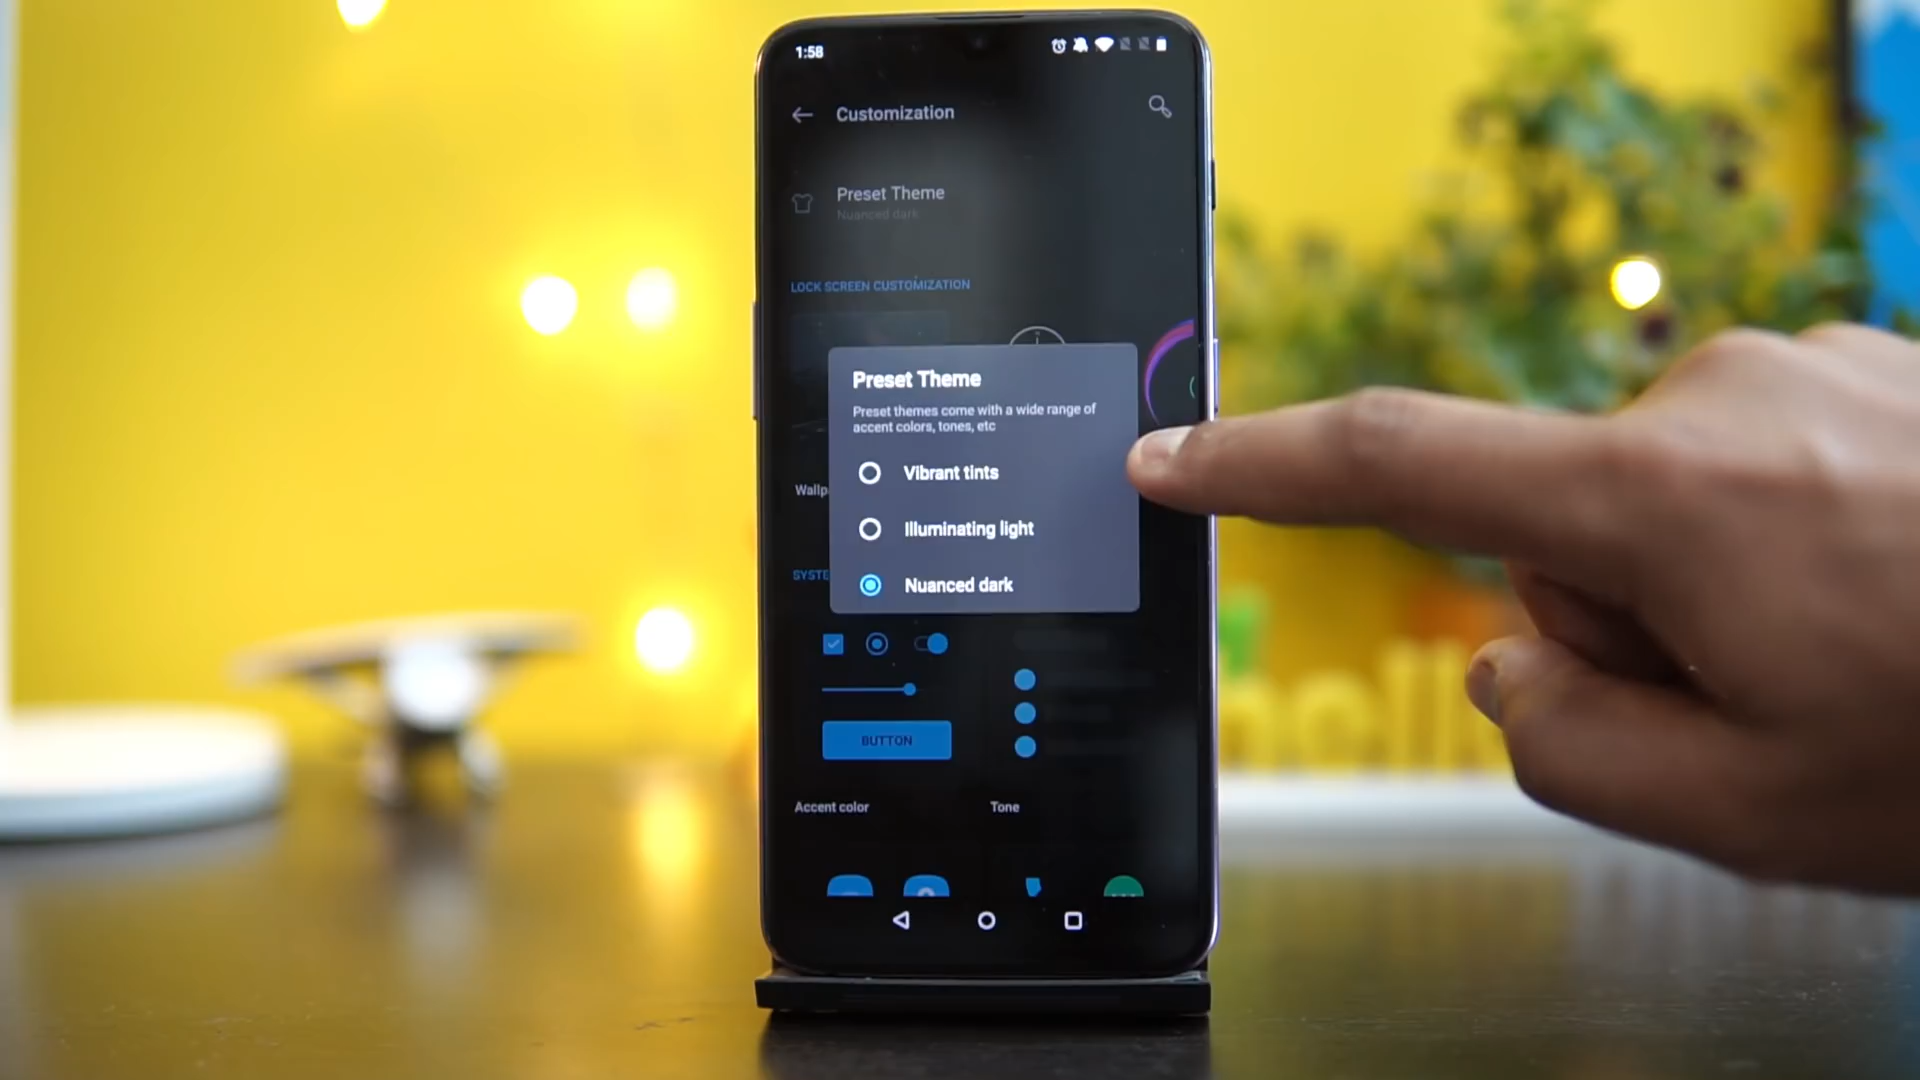 1:58
Customization
Preset Theme
Nuanced dark
LOCK SCREEN CUSTOMIZATION
Preset Theme
Preset themes come with a wide range of
accent colors, tones, etc
Vibrant tints
Illuminating light
Nuanced dark
BUTTON
Accent color
Tone